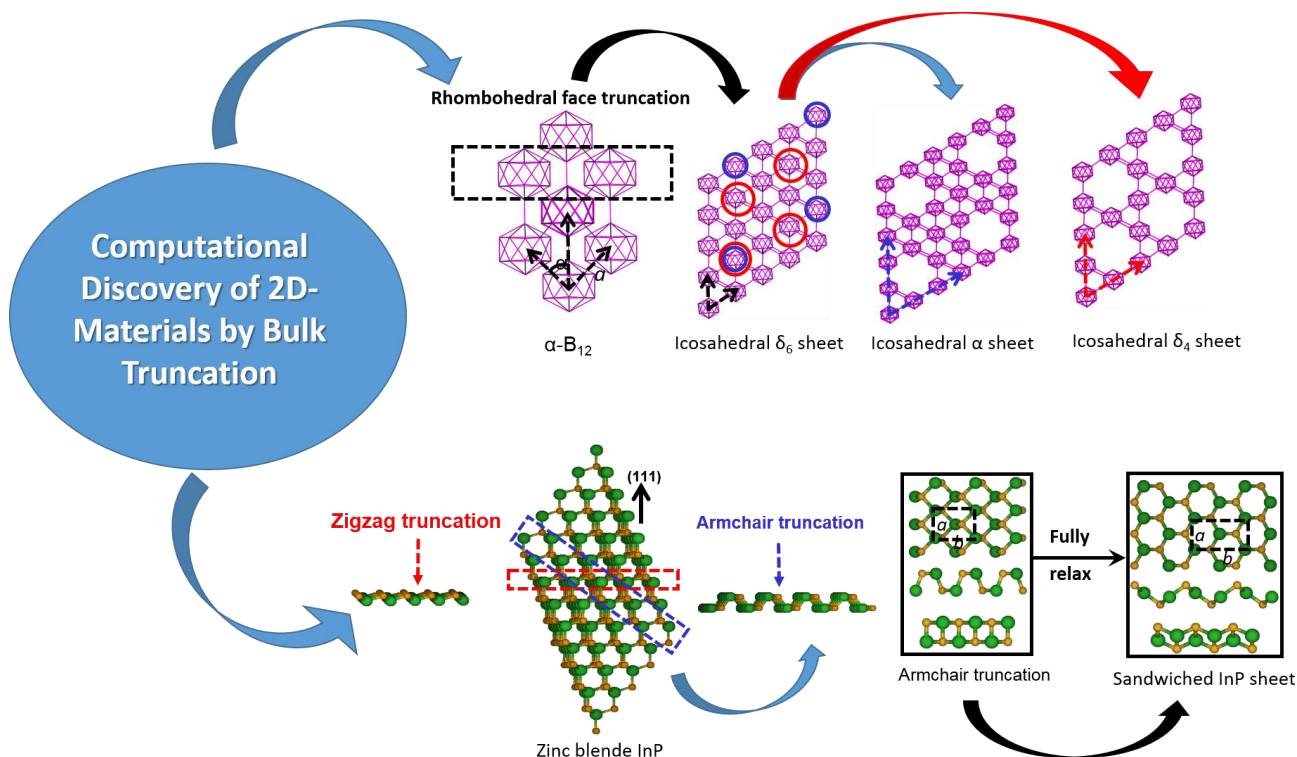 Computational
Discovery of 2D-
Materials by Bulk
Truncation
Rhombohedral face truncation
α
a
α-B₁₂
Icosahedral δ₆ sheet
Icosahedral α sheet
Icosahedral δ₄ sheet
Zigzag truncation
(111)
Armchair truncation
Zinc blende InP
a
b
Armchair truncation
Fully
relax
a
b
Sandwiched InP sheet